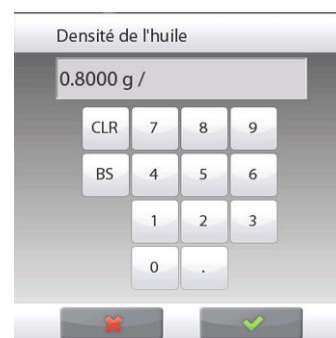 Densité de l'huile
0.8000 g /
CLR 7 8 9
BS 4 5 6
1 2 3
0 .